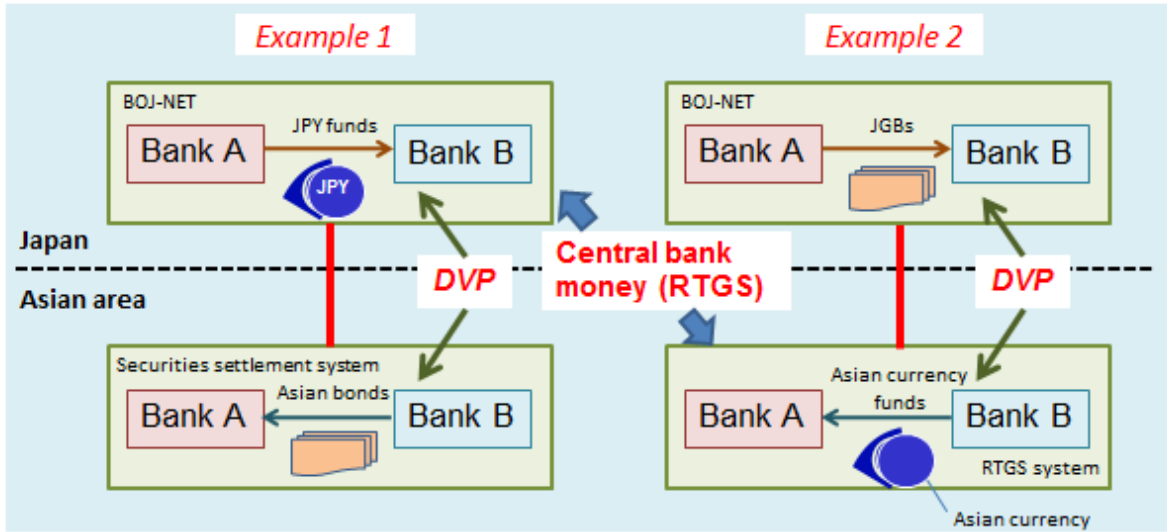 Example 1
Example 2
BOJ-NET
JPY funds
Bank A
Bank B
JPY
BOJ-NET
JGBs
Bank A
Bank B
Japan
Asian area
DVP
Central bank
money (RTGS)
DVP
Securities settlement system
Asian bonds
Bank A
Bank B
Asian currency
funds
Bank A
Bank B
RTGS system
Asian currency